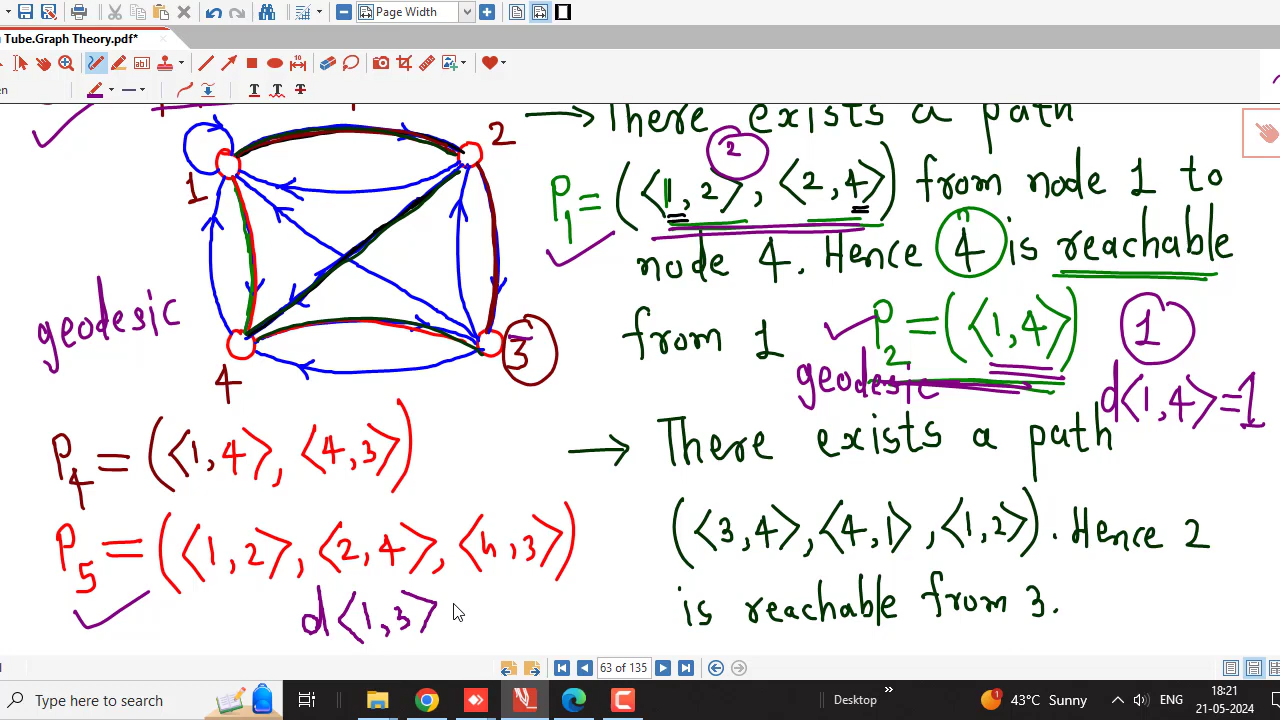 Page Width
Tube.Graph Theory.pdf*
→ There exists a path
2
P1 = (⟨1,2⟩, ⟨2,4⟩) from node 1 to
node 4. Hence 4 is reachable
from 1
P2 = (⟨1,4⟩)
1
geodesic
d⟨1,4⟩=1
1
2
3
4
geodesic
P4 = (⟨1,4⟩, ⟨4,3⟩)
P5 = (⟨1,2⟩, ⟨2,4⟩, ⟨h,3⟩)
d⟨1,3⟩
→ There exists a path
(⟨3,4⟩, ⟨4,1⟩, ⟨1,2⟩). Hence 2
is reachable from 3.
63 of 135
Type here to search
Desktop
1
43°C Sunny
ENG
18:21
21-05-2024